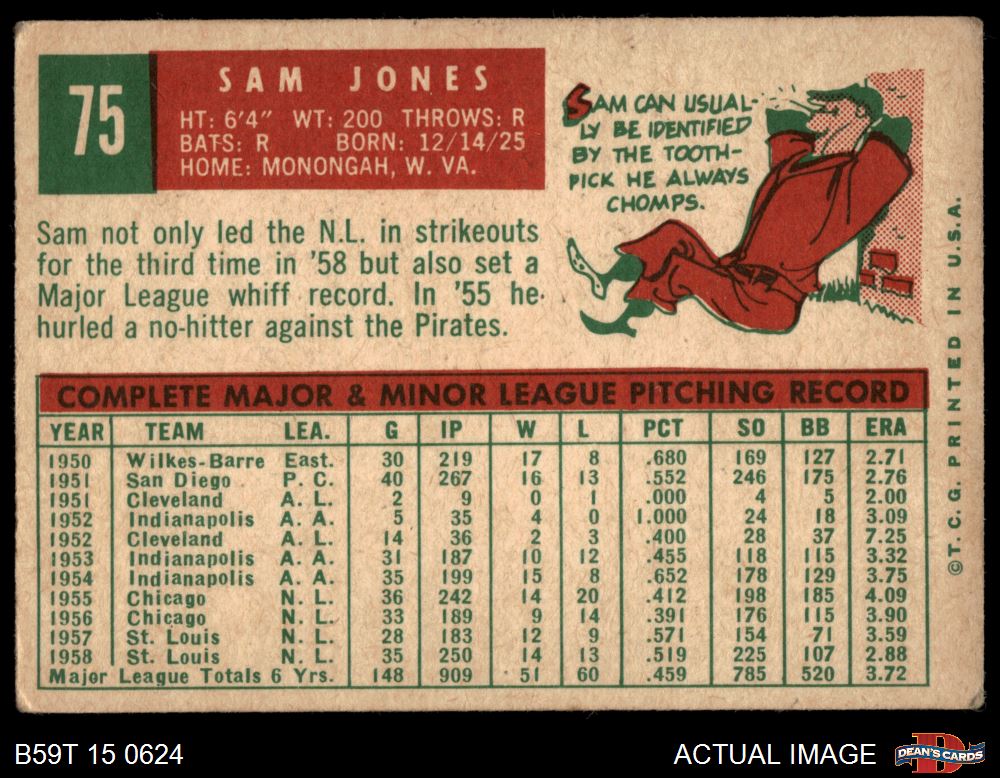 75
SAM JONES
HT: 6'4" WT: 200 THROWS: R
BATS: R BORN: 12/14/25
HOME: MONONGAH, W. VA.
SAM CAN USUAL-
LY BE IDENTIFIED
BY THE TOOTH-
PICK HE ALWAYS
CHOMPS.
Sam not only led the N.L. in strikeouts
for the third time in '58 but also set a
Major League whiff record. In '55 he
hurled a no-hitter against the Pirates.
COMPLETE MAJOR & MINOR LEAGUE PITCHING RECORD
YEAR TEAM LEA. G IP W L PCT SO BB ERA
1950 Wilkes-Barre East. 30 219 17 8 .680 169 127 2.71
1951 San Diego P. C. 40 267 16 13 .552 246 175 2.76
1951 Cleveland A. L. 2 9 0 1 .000 4 5 2.00
1952 Indianapolis A. A. 5 35 4 0 1.000 24 18 3.09
1952 Cleveland A. L. 14 36 2 3 .400 28 37 7.25
1953 Indianapolis A. A. 31 187 10 12 .455 118 115 3.32
1954 Indianapolis A. A. 35 199 15 8 .652 178 129 3.75
1955 Chicago N. L. 36 242 14 20 .412 198 185 4.09
1956 Chicago N. L. 33 189 9 14 .391 176 115 3.90
1957 St. Louis N. L. 28 183 12 9 .571 154 71 3.59
1958 St. Louis N. L. 35 250 14 13 .519 225 107 2.88
Major League Totals 6 Yrs. 148 909 51 60 .459 785 520 3.72
©T. C. G. PRINTED IN U.S.A.
B59T 15 0624
ACTUAL IMAGE
DEAN'S CARDS